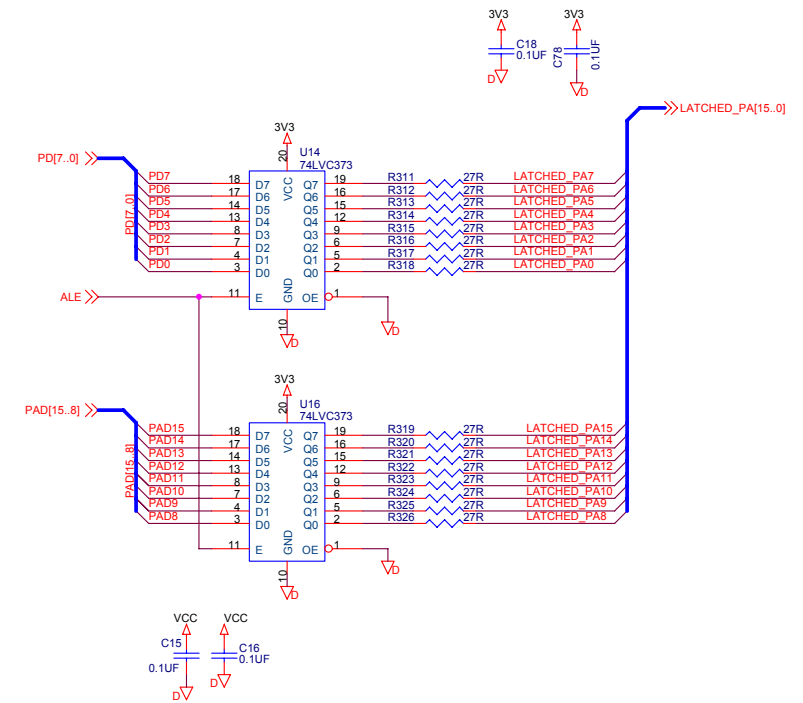 3V3 3V3
C18
0.1UF
C78
0.1UF
D D
LATCHED_PA[15..0]
3V3
U14
74LVC373
PD[7..0]
PD[7..0]
20
VCC
PD7 18 D7 Q7 19 R311 27R LATCHED_PA7
PD6 17 D6 Q6 16 R312 27R LATCHED_PA6
PD5 14 D5 Q5 15 R313 27R LATCHED_PA5
PD4 13 D4 Q4 12 R314 27R LATCHED_PA4
PD3 8 D3 Q3 9 R315 27R LATCHED_PA3
PD2 7 D2 Q2 6 R316 27R LATCHED_PA2
PD1 4 D1 Q1 5 R317 27R LATCHED_PA1
PD0 3 D0 Q0 2 R318 27R LATCHED_PA0
ALE 11 E GND OE 1
10
D D
3V3
U16
74LVC373
PAD[15..8]
PAD[15..8]
20
VCC
PAD15 18 D7 Q7 19 R319 27R LATCHED_PA15
PAD14 17 D6 Q6 16 R320 27R LATCHED_PA14
PAD13 14 D5 Q5 15 R321 27R LATCHED_PA13
PAD12 13 D4 Q4 12 R322 27R LATCHED_PA12
PAD11 8 D3 Q3 9 R323 27R LATCHED_PA11
PAD10 7 D2 Q2 6 R324 27R LATCHED_PA10
PAD9 4 D1 Q1 5 R325 27R LATCHED_PA9
PAD8 3 D0 Q0 2 R326 27R LATCHED_PA8
11 E GND OE 1
10
D D
VCC VCC
C15
0.1UF
C16
0.1UF
D D